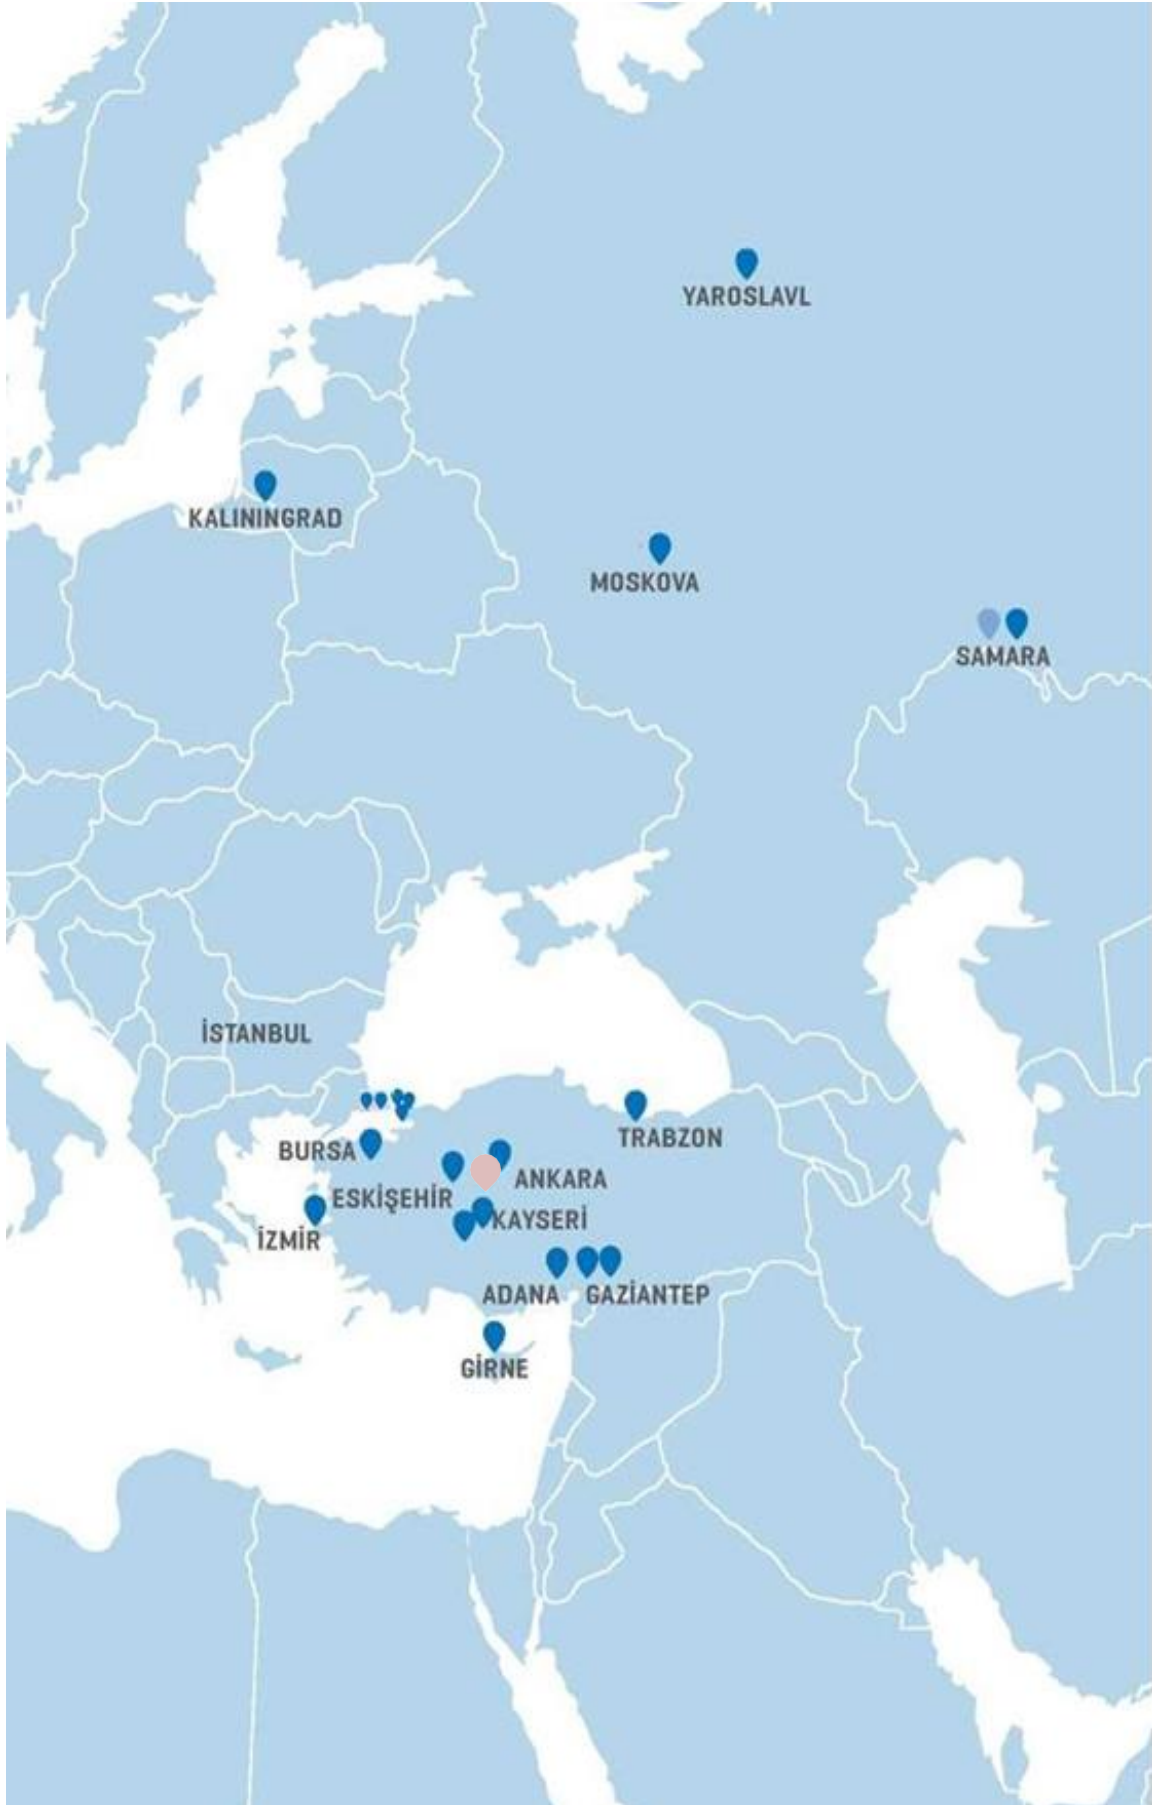 YAROSLAVL
KALININGRAD
MOSKOVA
SAMARA
İSTANBUL
TRABZON
BURSA
ANKARA
ESKİŞEHİR
KAYSERİ
İZMİR
ADANA
GAZİANTEP
GİRNE